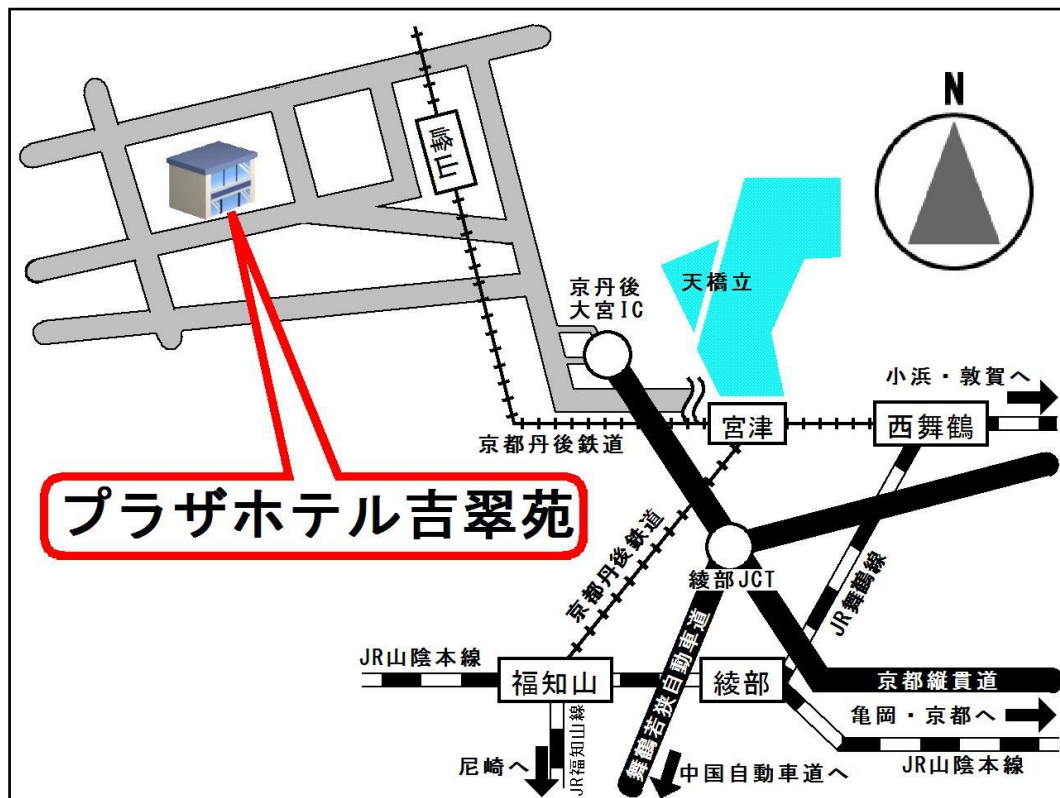 N
峰山
天橋立
京丹後
大宮IC
小浜・敦賀へ
宮津
西舞鶴
京都丹後鉄道
プラザホテル吉翠苑
京都丹後鉄道
綾部JCT
JR舞鶴線
舞鶴若狭自動車道
JR山陰本線
福知山
綾部
京都縦貫道
亀岡・京都へ
JR山陰本線
尼崎へ
JR福知山線
中国自動車道へ